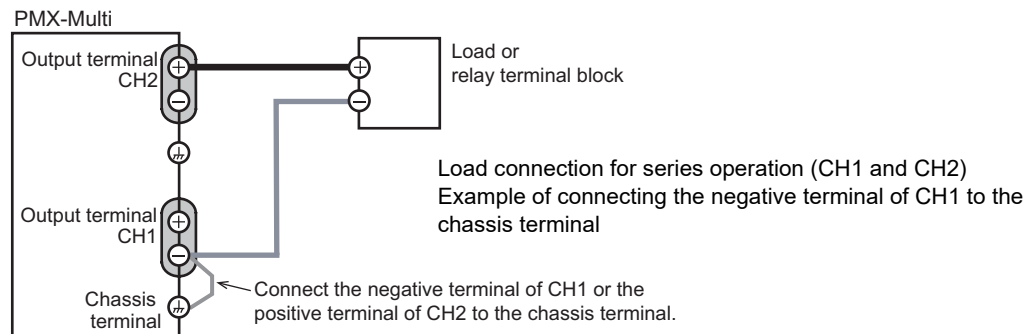 PMX-Multi
Output terminal
CH2
Load or
relay terminal block
Load connection for series operation (CH1 and CH2)
Example of connecting the negative terminal of CH1 to the
chassis terminal
Output terminal
CH1
Chassis
terminal
Connect the negative terminal of CH1 or the
positive terminal of CH2 to the chassis terminal.